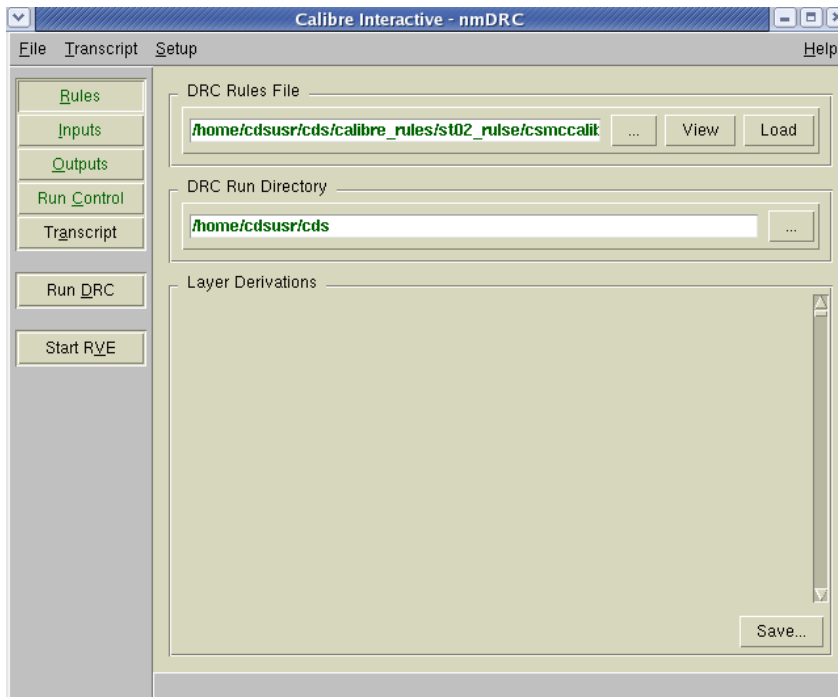 Calibre Interactive - nmDRC
File Transcript Setup Help
Rules
Inputs
Outputs
Run Control
Transcript
Run DRC
Start RVE
DRC Rules File
/home/cdsusr/cds/calibre_rules/st02_rulse/csmccalib ... View Load
DRC Run Directory
/home/cdsusr/cds ...
Layer Derivations
Save...